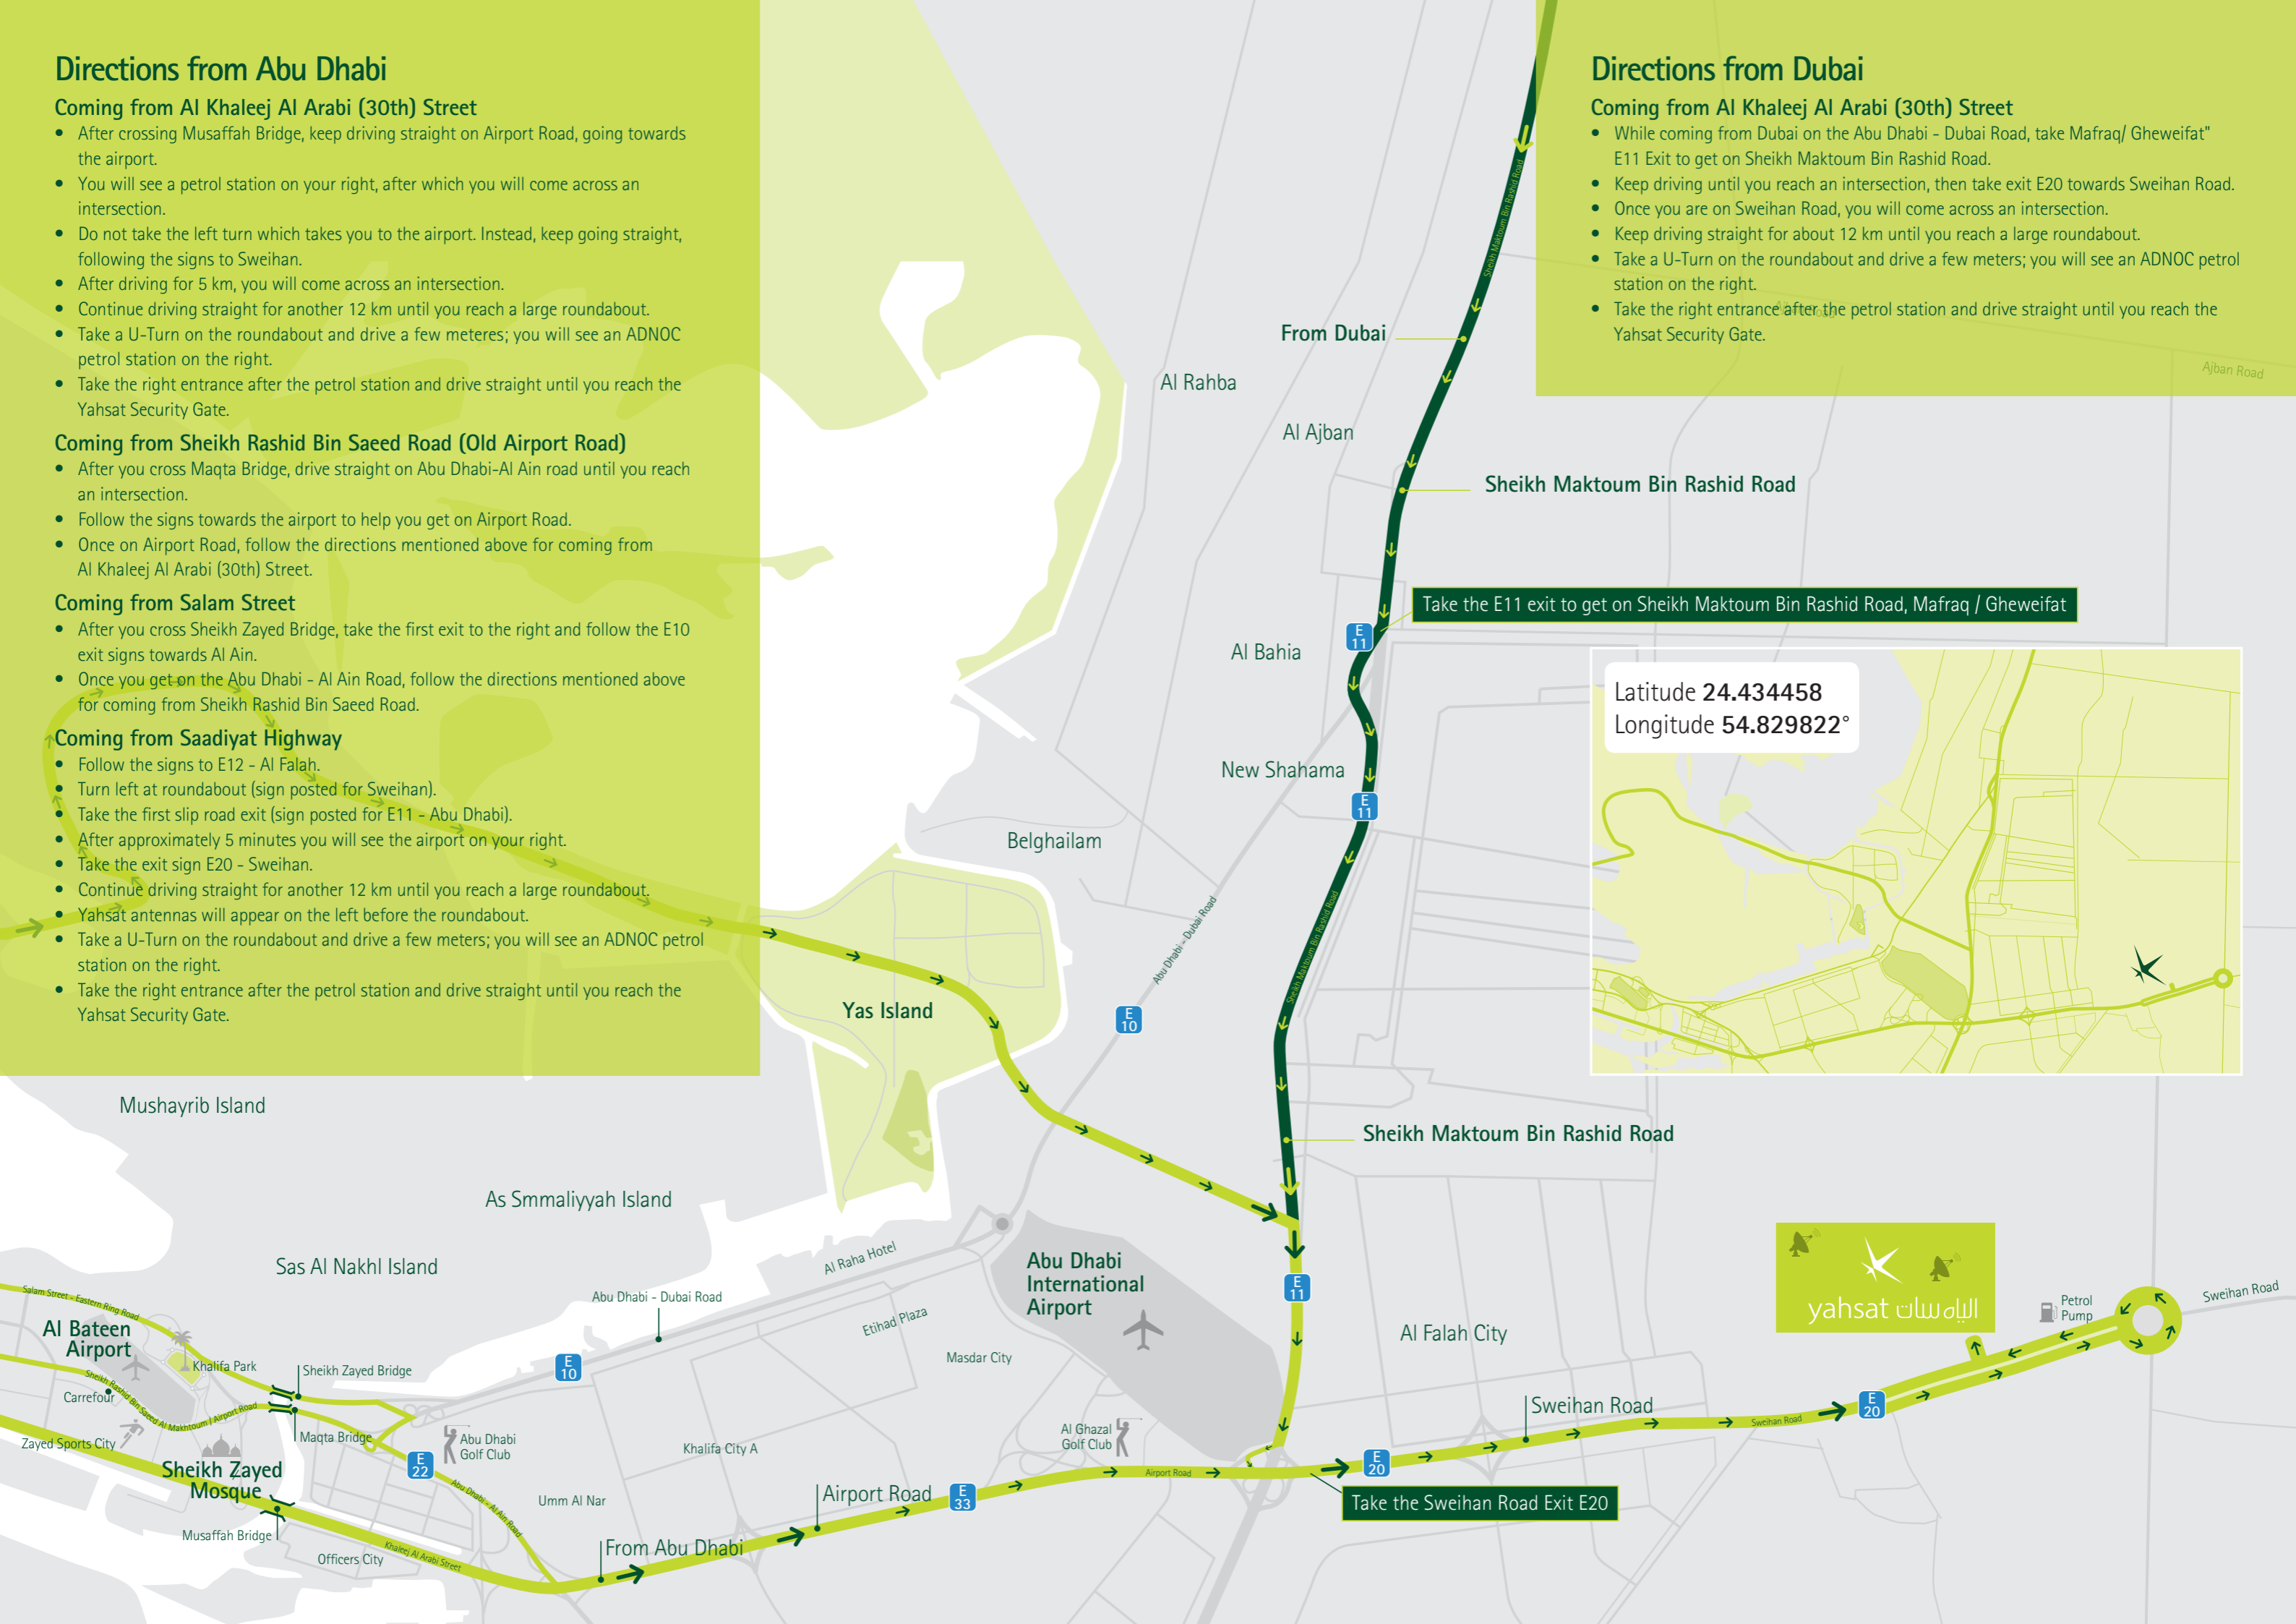 Directions from Abu Dhabi
Coming from Al Khaleej Al Arabi (30th) Street
• After crossing Musaffah Bridge, keep driving straight on Airport Road, going towards
the airport.
• You will see a petrol station on your right, after which you will come across an
intersection.
• Do not take the left turn which takes you to the airport. Instead, keep going straight,
following the signs to Sweihan.
• After driving for 5 km, you will come across an intersection.
• Continue driving straight for another 12 km until you reach a large roundabout.
• Take a U-Turn on the roundabout and drive a few meteres; you will see an ADNOC
petrol station on the right.
• Take the right entrance after the petrol station and drive straight until you reach the
Yahsat Security Gate.
Coming from Sheikh Rashid Bin Saeed Road (Old Airport Road)
• After you cross Maqta Bridge, drive straight on Abu Dhabi-Al Ain road until you reach
an intersection.
• Follow the signs towards the airport to help you get on Airport Road.
• Once on Airport Road, follow the directions mentioned above for coming from
Al Khaleej Al Arabi (30th) Street.
Coming from Salam Street
• After you cross Sheikh Zayed Bridge, take the first exit to the right and follow the E10
exit signs towards Al Ain.
• Once you get on the Abu Dhabi - Al Ain Road, follow the directions mentioned above
for coming from Sheikh Rashid Bin Saeed Road.
Coming from Saadiyat Highway
• Follow the signs to E12 - Al Falah.
• Turn left at roundabout (sign posted for Sweihan).
• Take the first slip road exit (sign posted for E11 - Abu Dhabi).
• After approximately 5 minutes you will see the airport on your right.
• Take the exit sign E20 - Sweihan.
• Continue driving straight for another 12 km until you reach a large roundabout.
• Yahsat antennas will appear on the left before the roundabout.
• Take a U-Turn on the roundabout and drive a few meters; you will see an ADNOC petrol
station on the right.
• Take the right entrance after the petrol station and drive straight until you reach the
Yahsat Security Gate.
Directions from Dubai
Coming from Al Khaleej Al Arabi (30th) Street
• While coming from Dubai on the Abu Dhabi - Dubai Road, take Mafraq/ Gheweifat"
E11 Exit to get on Sheikh Maktoum Bin Rashid Road.
• Keep driving until you reach an intersection, then take exit E20 towards Sweihan Road.
• Once you are on Sweihan Road, you will come across an intersection.
• Keep driving straight for about 12 km until you reach a large roundabout.
• Take a U-Turn on the roundabout and drive a few meters; you will see an ADNOC petrol
station on the right.
• Take the right entrance after the petrol station and drive straight until you reach the
Yahsat Security Gate.
Ajban Road
Ajban Road
Sheikh Maktoum Bin Rashid Road
From Dubai
Al Rahba
Al Ajban
Sheikh Maktoum Bin Rashid Road
Take the E11 exit to get on Sheikh Maktoum Bin Rashid Road, Mafraq / Gheweifat
E
11
Al Bahia
Latitude 24.434458
Longitude 54.829822°
New Shahama
E
11
Belghailam
Abu Dhabi - Dubai Road
Sheikh Maktoum Bin Rashid Road
Yas Island
E
10
Mushayrib Island
Sheikh Maktoum Bin Rashid Road
As Smmaliyyah Island
Sas Al Nakhl Island
Al Raha Hotel
Abu Dhabi
International
Airport
E
11
Abu Dhabi - Dubai Road
Etihad Plaza
Masdar City
Al Falah City
yahsat الياه سات
Petrol
Pump
Sweihan Road
Salam Street - Eastern Ring Road
Al Bateen
Airport
Khalifa Park
Sheikh Zayed Bridge
E
10
Carrefour
Sheikh Rashid Bin Saeed Al Makhtoum / Airport Road
Zayed Sports City
Maqta Bridge
Abu Dhabi
Golf Club
E
22
Khalifa City A
Al Ghazal
Golf Club
Sweihan Road
Sweihan Road
E
20
E
20
Sheikh Zayed
Mosque
Abu Dhabi - Al Ain Road
Umm Al Nar
Airport Road
E
33
Airport Road
Take the Sweihan Road Exit E20
Musaffah Bridge
Officers City
Khaleej Al Arabi Street
From Abu Dhabi